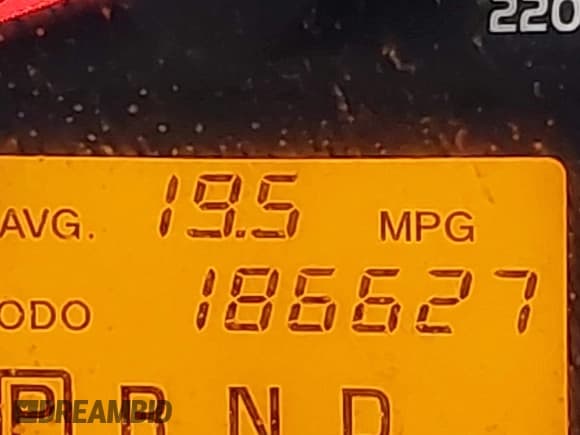 220
AVG. 19.5 MPG
ODO 186627
P R N D
DREAMBID